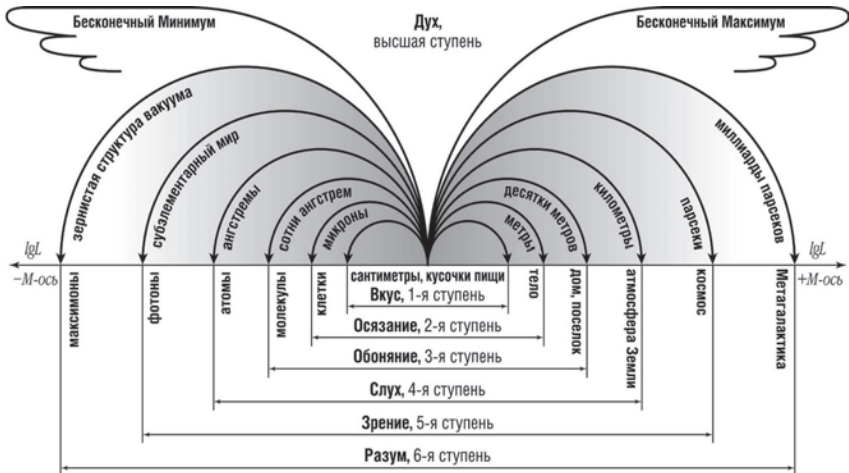 Бесконечный Минимум
Дух,
высшая ступень
Бесконечный Максимум
зернистая структура вакуума
субэлементарный мир
ангстремы
сотни ангстрем
микроны
метры
десятки метров
километры
парсеки
миллиарды парсеков
lgL
lgL
–М-ось
+М-ось
максимоны
фотоны
атомы
молекулы
клетки
сантиметры, кусочки пищи
тело
дом, поселок
атмосфера Земли
космос
Метагалактика
Вкус, 1-я ступень
Осязание, 2-я ступень
Обоняние, 3-я ступень
Слух, 4-я ступень
Зрение, 5-я ступень
Разум, 6-я ступень